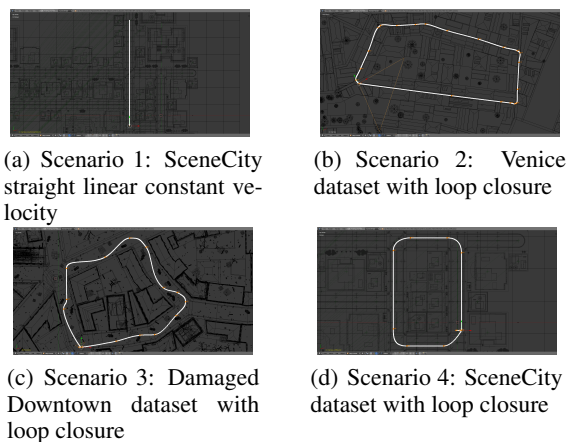 (a) Scenario 1: SceneCity
straight linear constant ve-
locity
(b) Scenario 2: Venice
dataset with loop closure
(c) Scenario 3: Damaged
Downtown dataset with
loop closure
(d) Scenario 4: SceneCity
dataset with loop closure